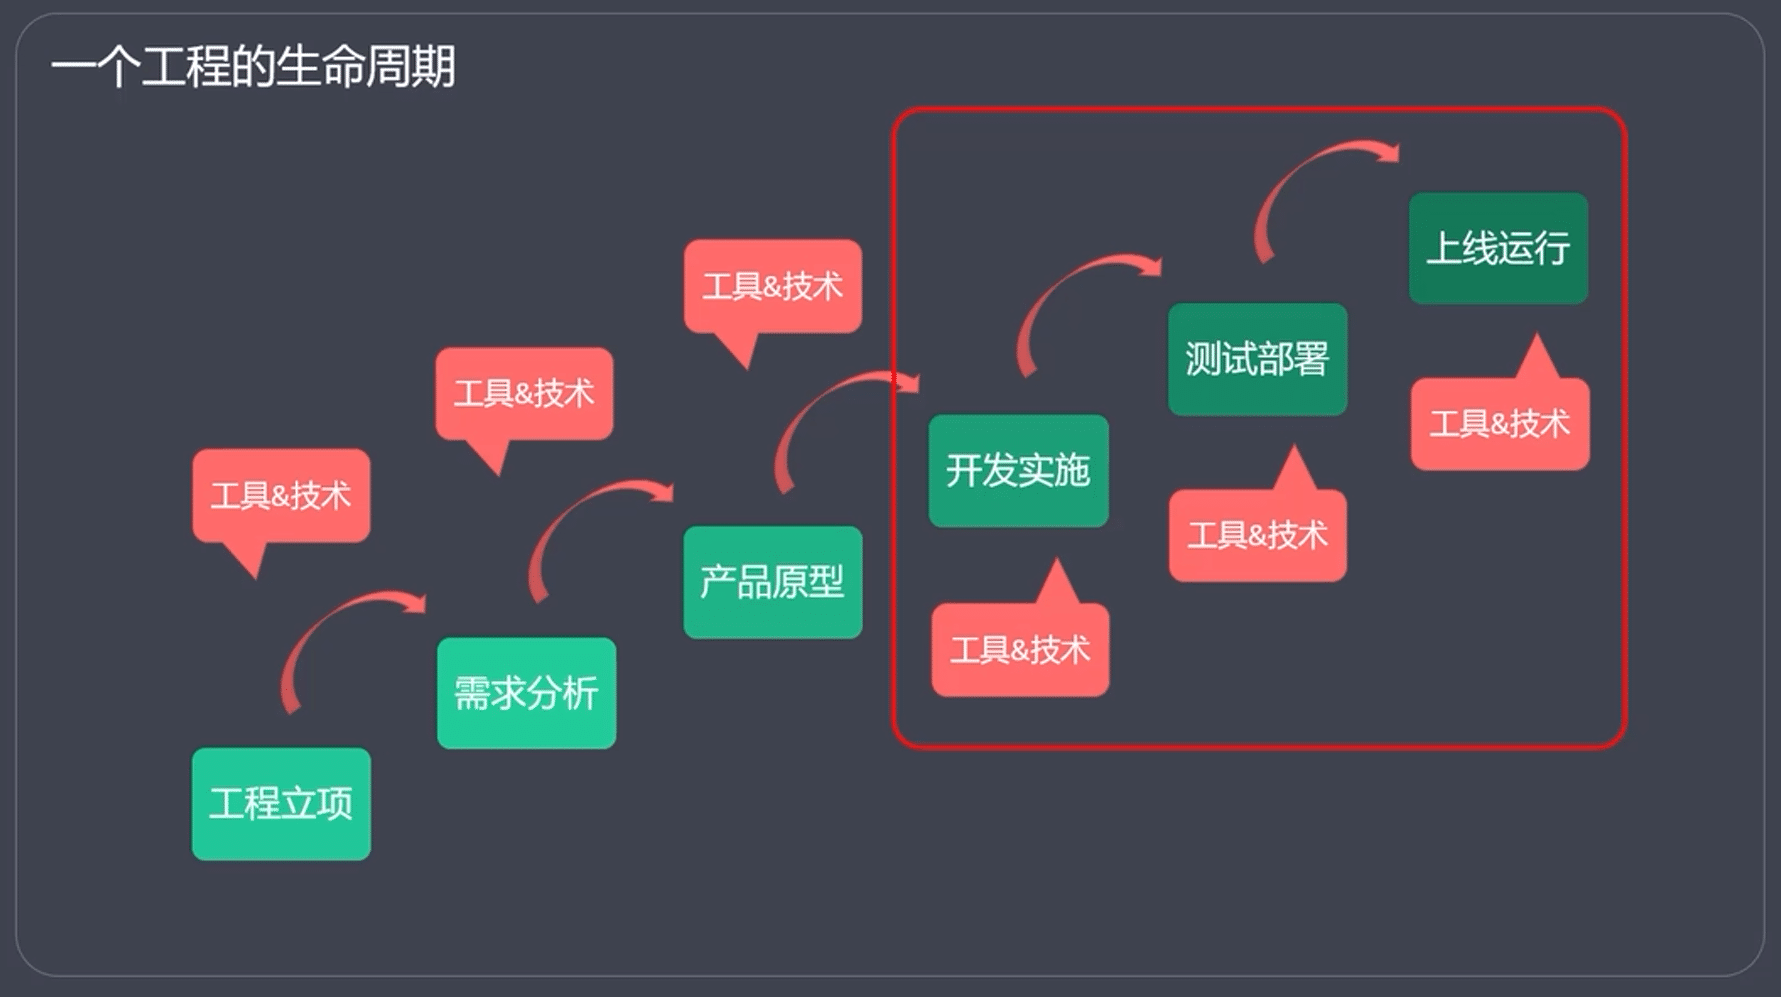 一个工程的生命周期
工具&技术
工程立项
工具&技术
需求分析
工具&技术
产品原型
开发实施
工具&技术
测试部署
工具&技术
上线运行
工具&技术